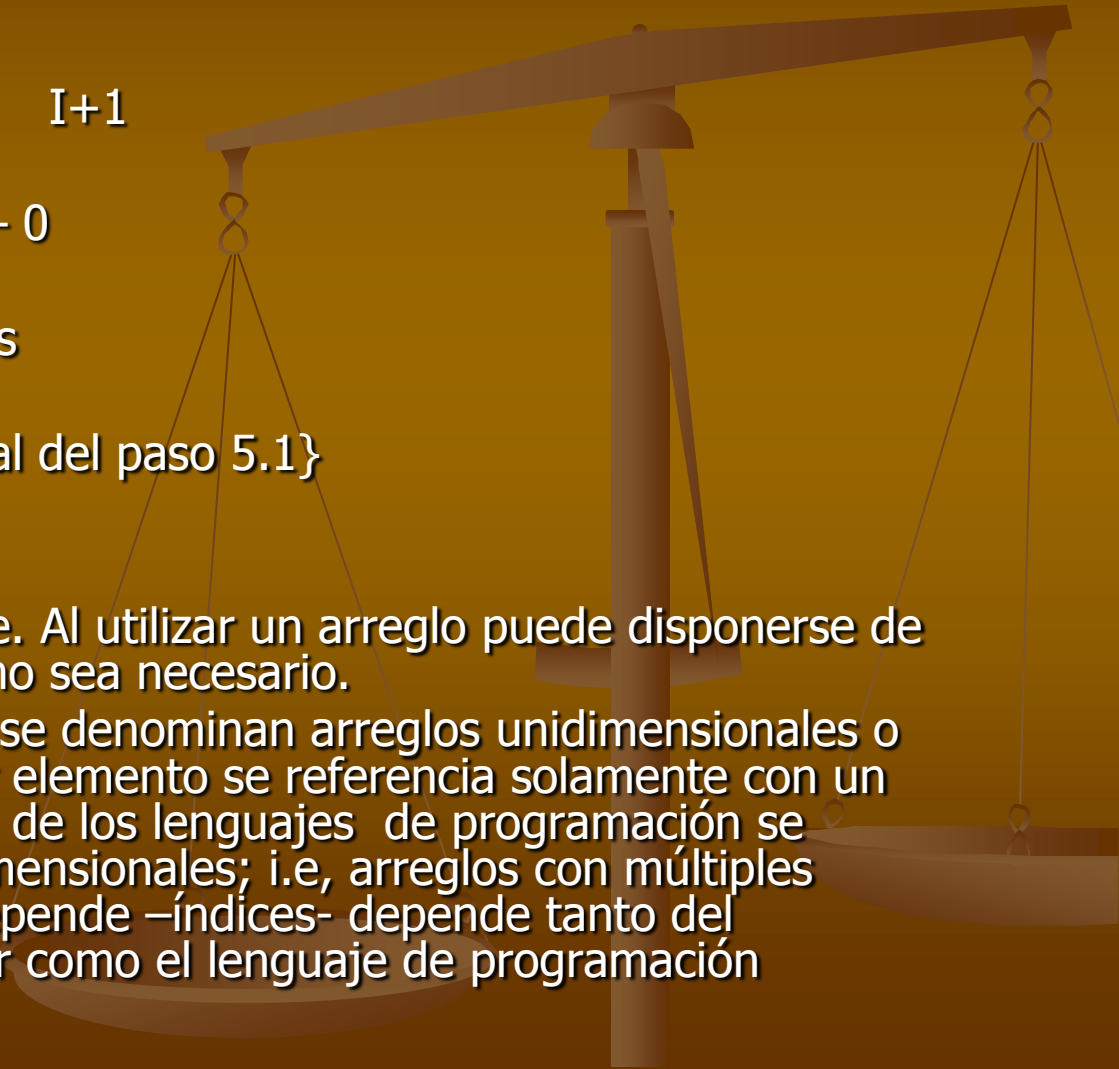 I+1
- 0
s
al del paso 5.1}
e. Al utilizar un arreglo puede disponerse de
no sea necesario.
se denominan arreglos unidimensionales o
elemento se referencia solamente con un
de los lenguajes de programación se
mensionales; i.e, arreglos con múltiples
pende –índices- depende tanto del
r como el lenguaje de programación